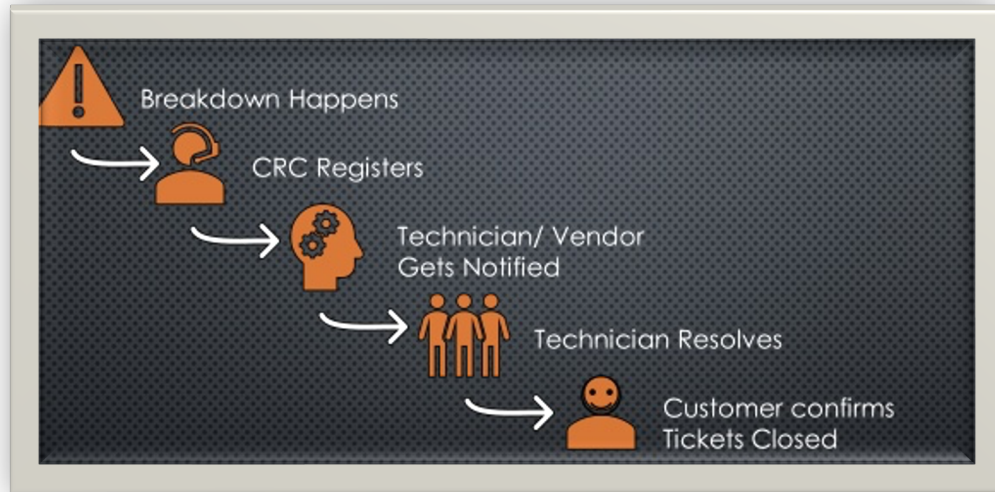 Breakdown Happens
CRC Registers
Technician/ Vendor
Gets Notified
Technician Resolves
Customer confirms
Tickets Closed